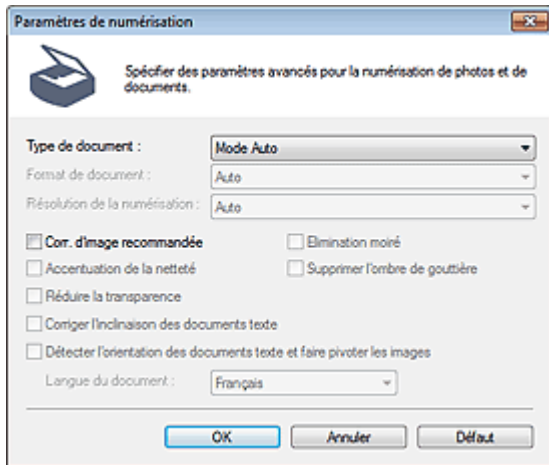 Paramètres de numérisation
Spécifier des paramètres avancés pour la numérisation de photos et de
documents.
Type de document : Mode Auto
Format de document : Auto
Résolution de la numérisation : Auto
Corr. d'image recommandée Elimination moiré
Accentuation de la netteté Supprimer l'ombre de gouttière
Réduire la transparence
Corriger l'inclinaison des documents texte
Détecter l'orientation des documents texte et faire pivoter les images
Langue du document : Français
OK Annuler Défaut